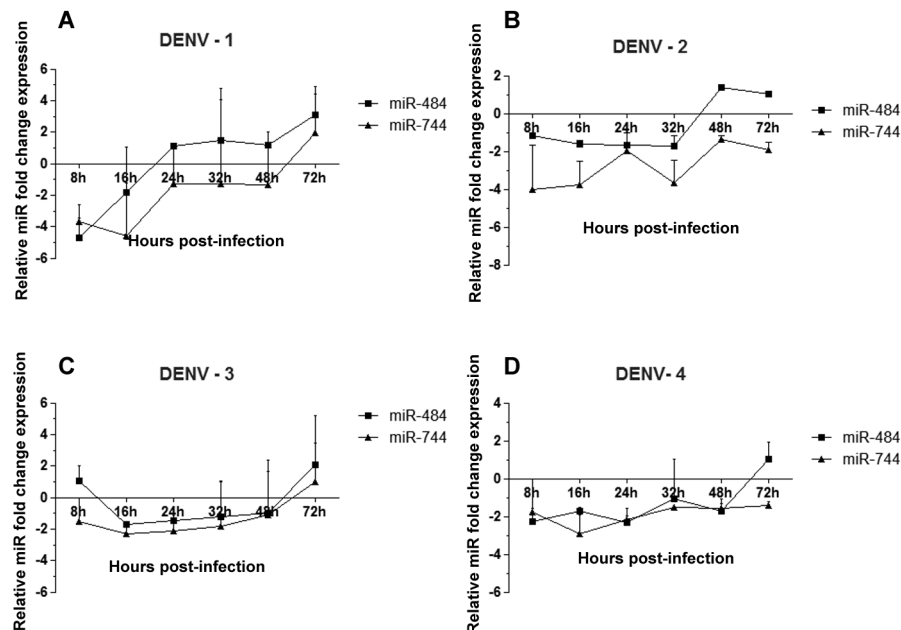 A
DENV - 1
Relative miR fold change expression
6
4
2
0
-2
-4
-6
8h 16h 24h 32h 48h 72h
Hours post-infection
miR-484
miR-744
B
DENV - 2
Relative miR fold change expression
2
0
-2
-4
-6
-8
8h 16h 24h 32h 48h 72h
Hours post-infection
miR-484
miR-744
C
DENV - 3
Relative miR fold change expression
6
4
2
0
-2
-4
-6
8h 16h 24h 32h 48h 72h
Hours post-infection
miR-484
miR-744
D
DENV- 4
Relative miR fold change expression
4
2
0
-2
-4
-6
8h 16h 24h 32h 48h 72h
Hours post-infection
miR-484
miR-744